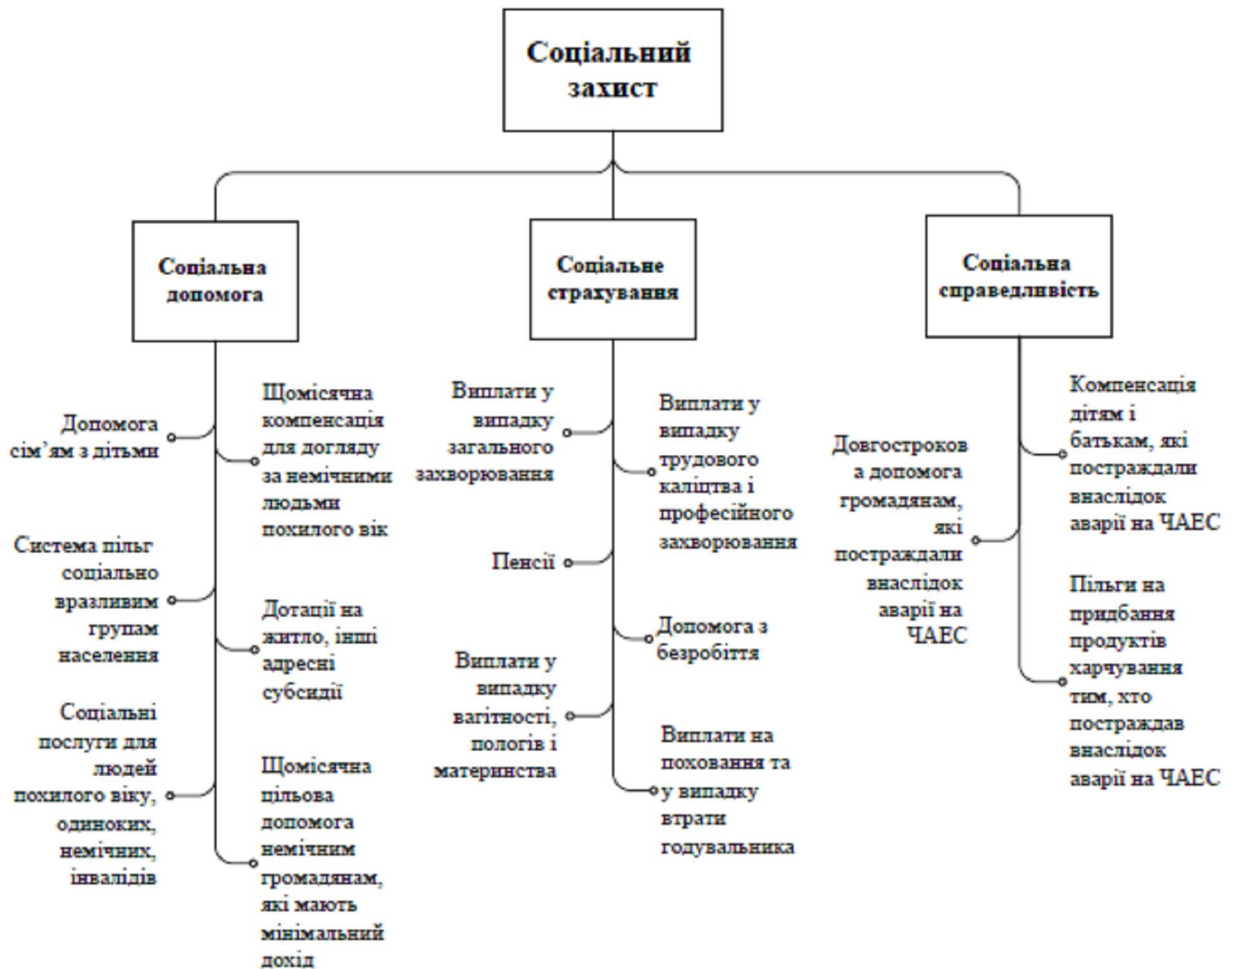 Соціальний
захист
Соціальна
допомога
Соціальне
страхування
Соціальна
справедливість
Допомога
сім’ям з дітьми
Щомісячна
компенсація
для догляду
за немічними
людьми
похилого вік
Система пільг
соціально
вразливим
групам
населення
Дотації на
житло, інші
адресні
субсидії
Соціальні
послуги для
людей
похилого віку,
одиноких,
немічних,
інвалідів
Щомісячна
цільова
допомога
немічним
громадянам,
які мають
мінімальний
дохід
Виплати у
випадку
загального
захворювання
Виплати у
випадку
трудового
каліцтва і
професійного
захворювання
Пенсії
Допомога з
безробіття
Виплати у
випадку
вагітності,
пологів і
материнства
Виплати на
поховання та
у випадку
втрати
годувальника
Компенсація
дітям і
батькам, які
постраждали
внаслідок
аварії на ЧАЕС
Довгостроков
а допомога
громадянам,
які
постраждали
внаслідок
аварії на
ЧАЕС
Пільги на
придбання
продуктів
харчування
тим, хто
постраждав
внаслідок
аварії на ЧАЕС